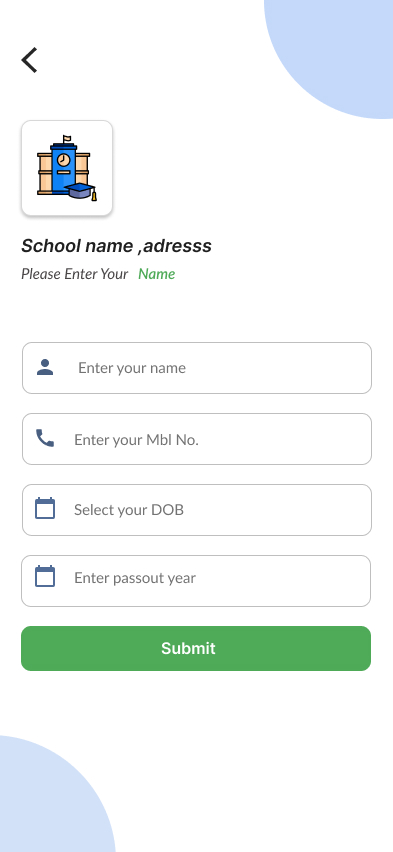 School name ,adresss
Please Enter Your Name
Enter your name
Enter your Mbl No.
Select your DOB
Enter passout year
Submit